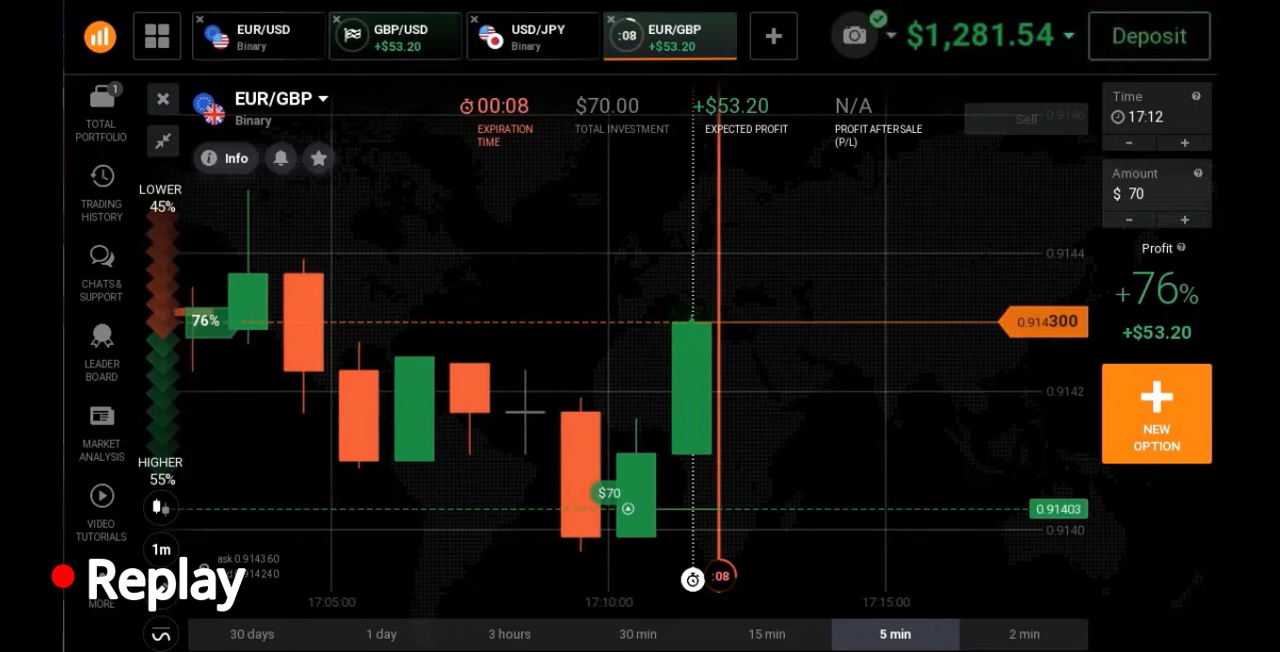 EUR/USD
Binary
GBP/USD
+$53.20
USD/JPY
Binary
:08
EUR/GBP
+$53.20
$1,281.54
Deposit
1
TOTAL
PORTFOLIO
TRADING
HISTORY
CHATS &
SUPPORT
LEADER
BOARD
MARKET
ANALYSIS
VIDEO
TUTORIALS
MORE
EUR/GBP
Binary
Info
00:08
EXPIRATION
TIME
$70.00
TOTAL INVESTMENT
+$53.20
EXPECTED PROFIT
N/A
PROFIT AFTER SALE
(P/L)
Sell
0.9146
LOWER
45%
76%
HIGHER
55%
1m
0.9144
0.914300
0.9142
0.91403
0.9140
$70
ask 0.914360
0.914240
:08
17:05:00
17:10:00
17:15:00
30 days
1 day
3 hours
30 min
15 min
5 min
2 min
Time
17:12
-
+
Amount
$ 70
-
+
Profit
+76%
+$53.20
NEW
OPTION
Replay